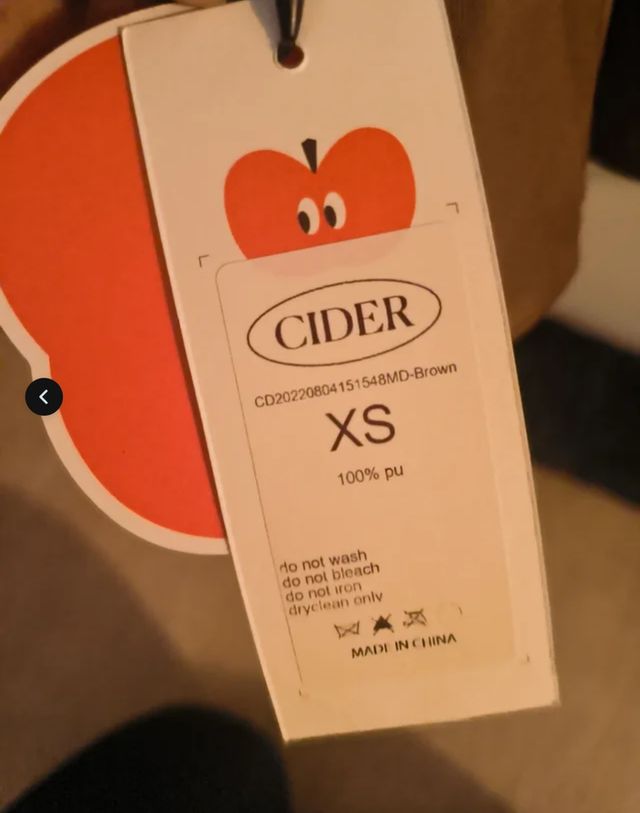 CIDER
CD20220804151548MD-Brown
XS
100% pu
do not wash
do not bleach
do not iron
dryclean only
MADE IN CHINA